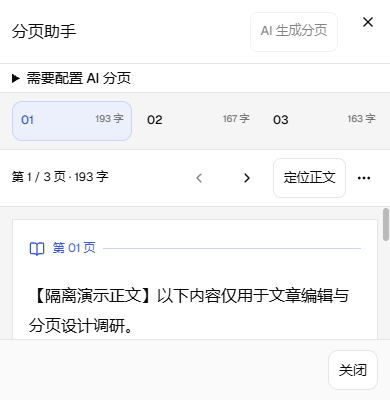 分页助手
AI 生成分页
▶ 需要配置 AI 分页
01 193 字 02 167 字 03 163 字
第 1 / 3 页 · 193 字 定位正文
第 01 页
【隔离演示正文】以下内容仅用于文章编辑与
分页设计调研。
关闭